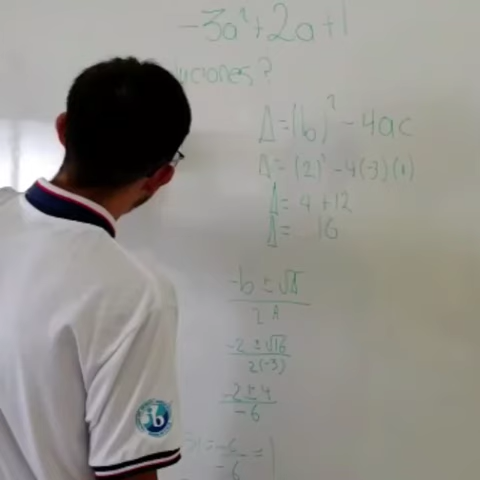 -3a²+2a+1
uciones?
Δ=(b)²-4ac
Δ=(2)²-4(-3)(1)
Δ= 4+12
Δ= 16
-b±√Δ
2A
-2±√16
2(-3)
-2±4
-6
=-6
-6
=1
b